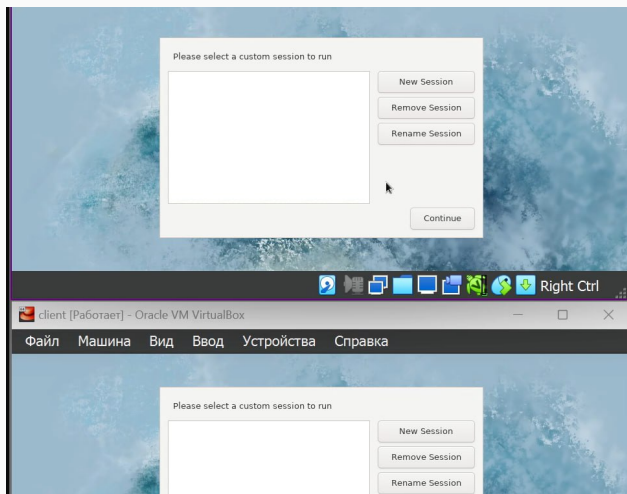 Please select a custom session to run
New Session
Remove Session
Rename Session
Continue
Right Ctrl
client [Работает] - Oracle VM VirtualBox
Файл Машина Вид Ввод Устройства Справка
Please select a custom session to run
New Session
Remove Session
Rename Session